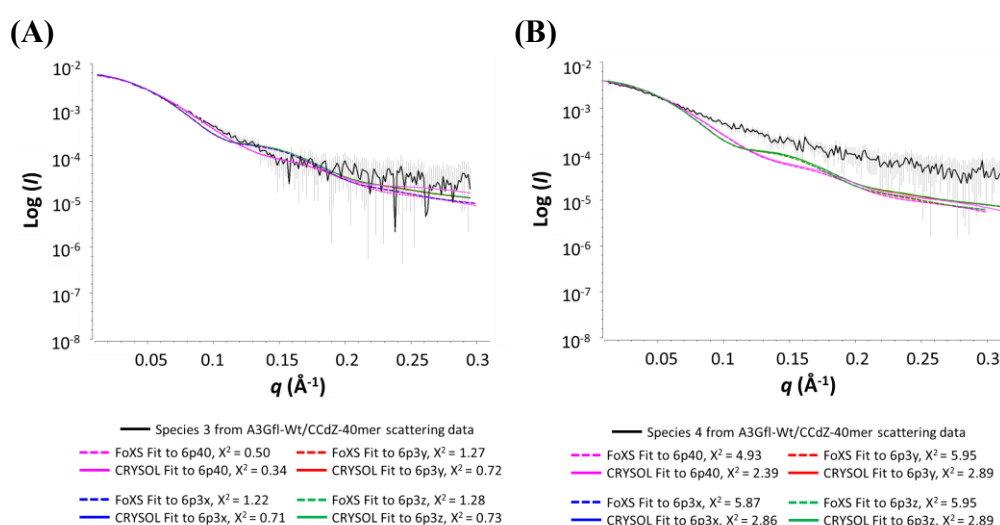 (A)
(B)
10⁻²
10⁻³
10⁻⁴
10⁻⁵
10⁻⁶
10⁻⁷
10⁻⁸
Log (I)
0.05 0.1 0.15 0.2 0.25 0.3
q (Å⁻¹)
Species 3 from A3Gfl-Wt/CCdZ-40mer scattering data
FoXS Fit to 6p40, X² = 0.50 FoXS Fit to 6p3y, X² = 1.27
CRYSOL Fit to 6p40, X² = 0.34 CRYSOL Fit to 6p3y, X² = 0.72
FoXS Fit to 6p3x, X² = 1.22 FoXS Fit to 6p3z, X² = 1.28
CRYSOL Fit to 6p3x, X² = 0.71 CRYSOL Fit to 6p3z, X² = 0.73
10⁻²
10⁻³
10⁻⁴
10⁻⁵
10⁻⁶
10⁻⁷
10⁻⁸
Log (I)
0.05 0.1 0.15 0.2 0.25 0.3
q (Å⁻¹)
Species 4 from A3Gfl-Wt/CCdZ-40mer scattering data
FoXS Fit to 6p40, X² = 4.93 FoXS Fit to 6p3y, X² = 5.95
CRYSOL Fit to 6p40, X² = 2.39 CRYSOL Fit to 6p3y, X² = 2.89
FoXS Fit to 6p3x, X² = 5.87 FoXS Fit to 6p3z, X² = 5.95
CRYSOL Fit to 6p3x, X² = 2.86 CRYSOL Fit to 6p3z, X² = 2.89